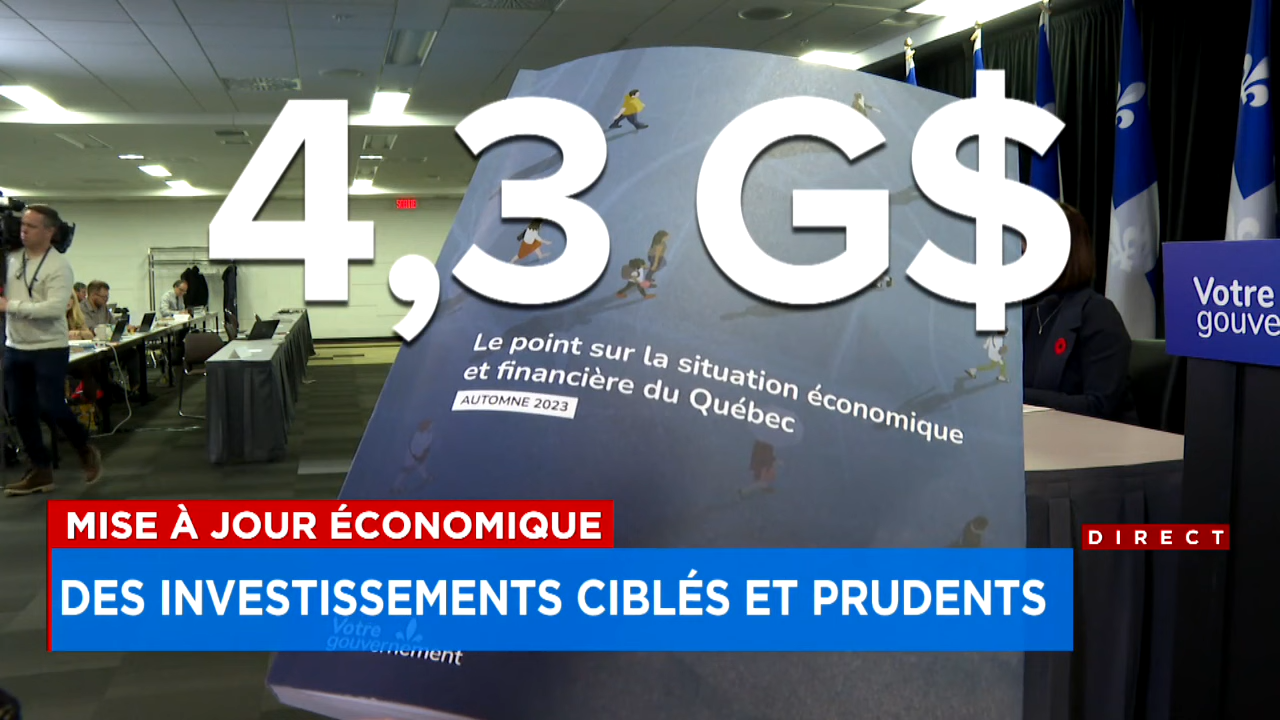 4,3 G$
Le point sur la situation économique
et financière du Québec
AUTOMNE 2023
Votre
gouve
MISE À JOUR ÉCONOMIQUE
DIRECT
DES INVESTISSEMENTS CIBLÉS ET PRUDENTS
Votre
gouvernement